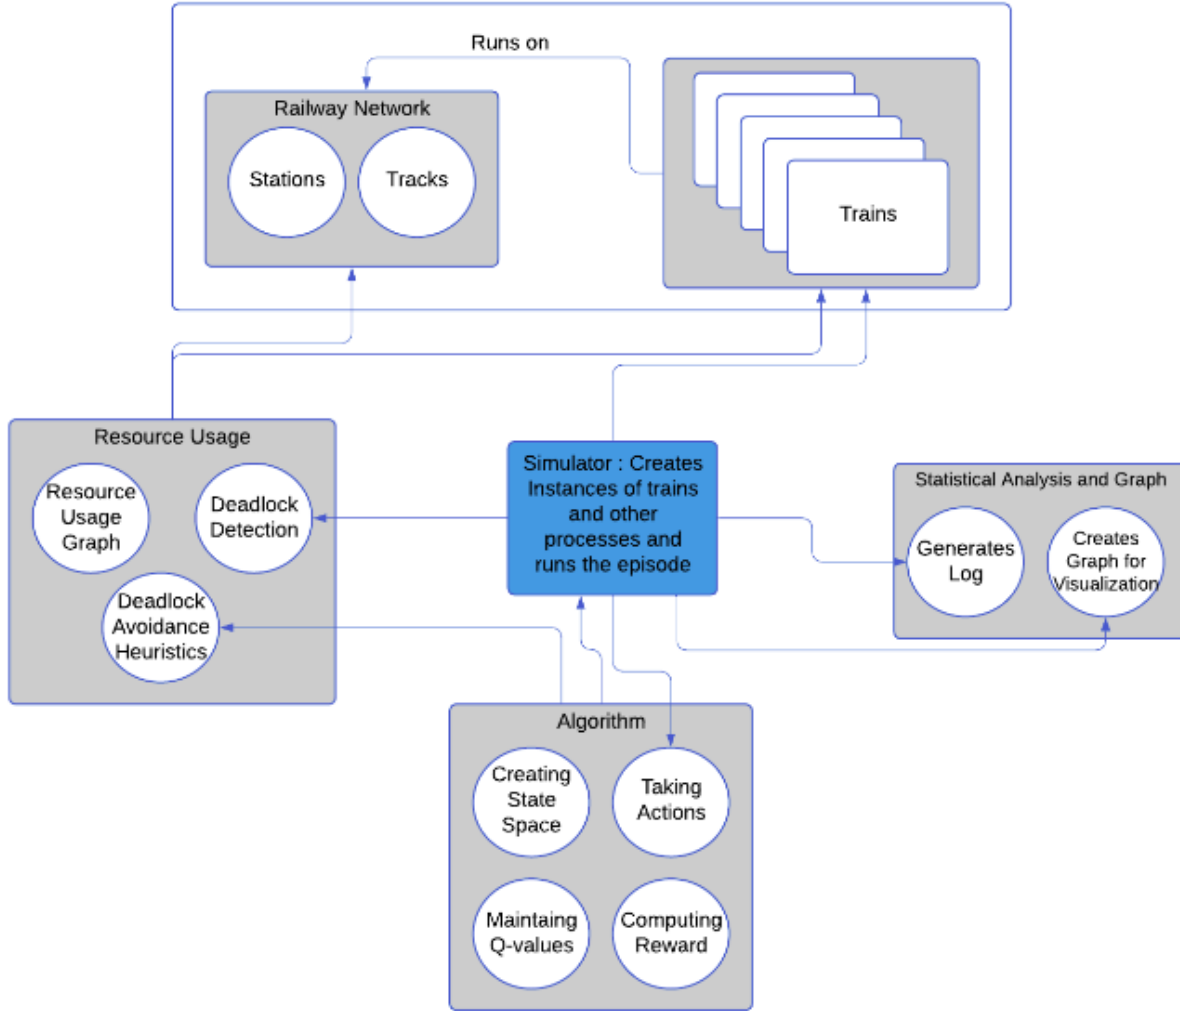 Runs on
Railway Network
Stations
Tracks
Trains
Resource Usage
Resource
Usage
Graph
Deadlock
Detection
Deadlock
Avoidance
Heuristics
Simulator : Creates
Instances of trains
and other
processes and
runs the episode
Statistical Analysis and Graph
Generates
Log
Creates
Graph for
Visualization
Algorithm
Creating
State
Space
Taking
Actions
Maintaing
Q-values
Computing
Reward